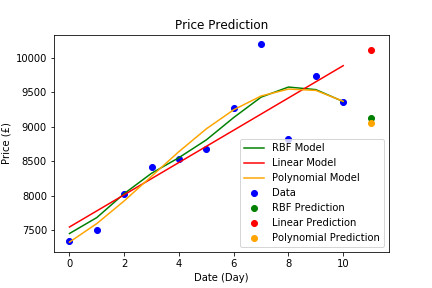 Price Prediction
Price (£)
10000
9500
9000
8500
8000
7500
RBF Model
Linear Model
Polynomial Model
Data
RBF Prediction
Linear Prediction
Polynomial Prediction
0 2 4 6 8 10
Date (Day)